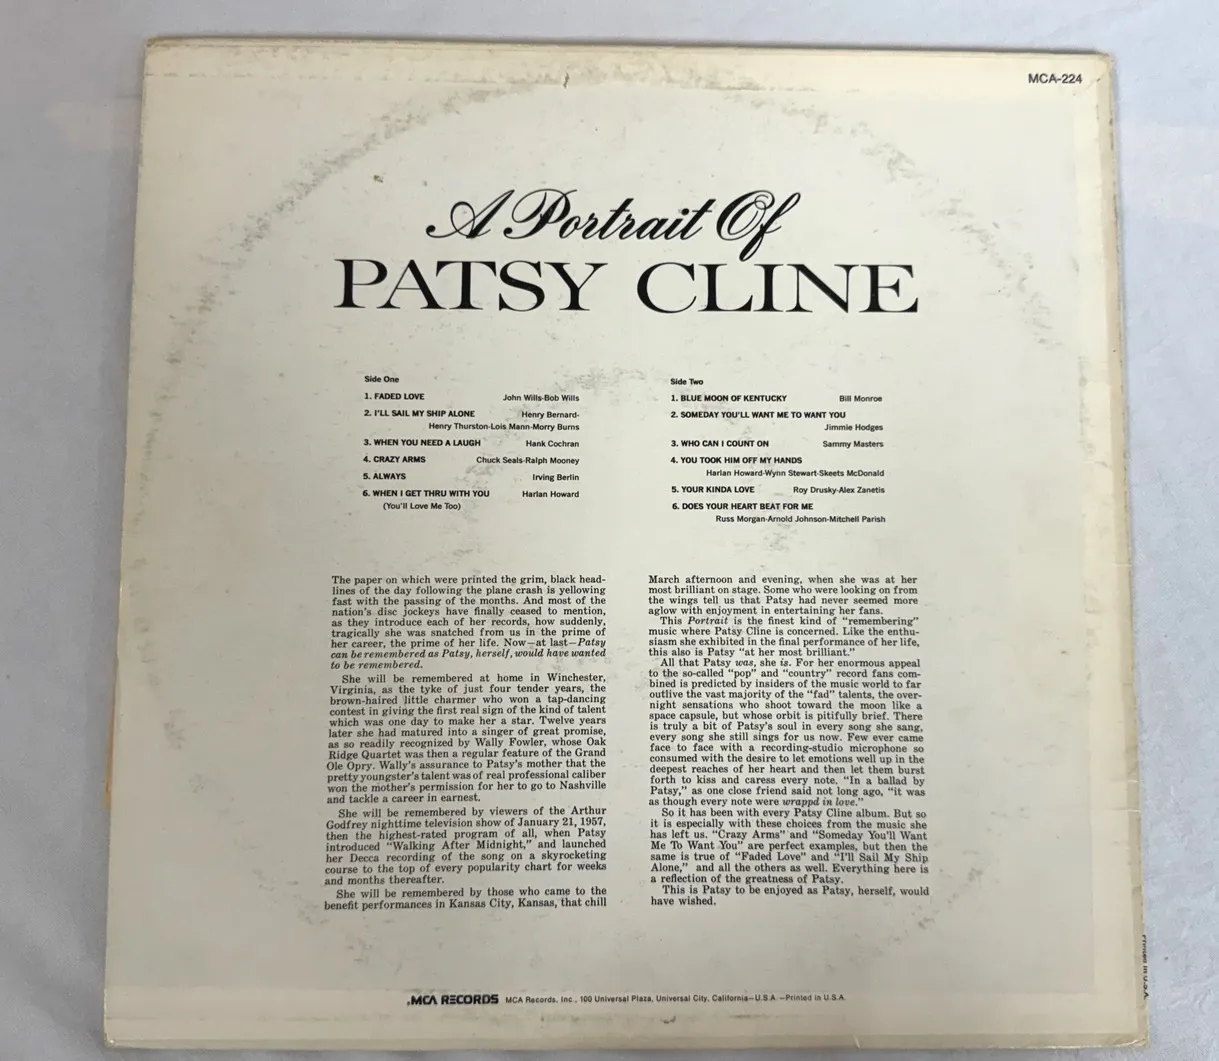 MCA-224
A Portrait Of
PATSY CLINE
Side One
1. FADED LOVE John Wills-Bob Wills
2. I'LL SAIL MY SHIP ALONE Henry Bernard-
Henry Thurston-Lois Mann-Morry Burns
3. WHEN YOU NEED A LAUGH Hank Cochran
4. CRAZY ARMS Chuck Seals-Ralph Mooney
5. ALWAYS Irving Berlin
6. WHEN I GET THRU WITH YOU Harlan Howard
(You'll Love Me Too)
Side Two
1. BLUE MOON OF KENTUCKY Bill Monroe
2. SOMEDAY YOU'LL WANT ME TO WANT YOU
Jimmie Hodges
3. WHO CAN I COUNT ON Sammy Masters
4. YOU TOOK HIM OFF MY HANDS
Harlan Howard-Wynn Stewart-Skeets McDonald
5. YOUR KINDA LOVE Roy Drusky-Alex Zanetis
6. DOES YOUR HEART BEAT FOR ME
Russ Morgan-Arnold Johnson-Mitchell Parish
The paper on which were printed the grim, black head-
lines of the day following the plane crash is yellowing
fast with the passing of the months. And most of the
nation's disc jockeys have finally ceased to mention,
as they introduce each of her records, how suddenly,
tragically she was snatched from us in the prime of
her career, the prime of her life. Now—at last—Patsy
can be remembered as Patsy, herself, would have wanted
to be remembered.
She will be remembered at home in Winchester,
Virginia, as the tyke of just four tender years, the
brown-haired little charmer who won a tap-dancing
contest in giving the first real sign of the kind of talent
which was one day to make her a star. Twelve years
later she had matured into a singer of great promise,
as so readily recognized by Wally Fowler, whose Oak
Ridge Quartet was then a regular feature of the Grand
Ole Opry. Wally's assurance to Patsy's mother that the
pretty youngster's talent was of real professional caliber
won the mother's permission for her to go to Nashville
and tackle a career in earnest.
She will be remembered by viewers of the Arthur
Godfrey nighttime television show of January 21, 1957,
then the highest-rated program of all, when Patsy
introduced "Walking After Midnight," and launched
her Decca recording of the song on a skyrocketing
course to the top of every popularity chart for weeks
and months thereafter.
She will be remembered by those who came to the
benefit performances in Kansas City, Kansas, that chill
March afternoon and evening, when she was at her
most brilliant on stage. Some who were looking on from
the wings tell us that Patsy had never seemed more
aglow with enjoyment in entertaining her fans.
This Portrait is the finest kind of "remembering"
music where Patsy Cline is concerned. Like the enthu-
siasm she exhibited in the final performance of her life,
this also is Patsy "at her most brilliant."
All that Patsy was, she is. For her enormous appeal
to the so-called "pop" and "country" record fans com-
bined is predicted by insiders of the music world to far
outlive the vast majority of the "fad" talents, the over-
night sensations who shoot toward the moon like a
space capsule, but whose orbit is pitifully brief. There
is truly a bit of Patsy's soul in every song she sang,
every song she still sings for us now. Few ever came
face to face with a recording-studio microphone so
consumed with the desire to let emotions well up in the
deepest reaches of her heart and then let them burst
forth to kiss and caress every note. "In a ballad by
Patsy," as one close friend said not long ago, "it was
as though every note were wrappd in love."
So it has been with every Patsy Cline album. But so
it is especially with these choices from the music she
has left us. "Crazy Arms" and "Someday You'll Want
Me To Want You" are perfect examples, but then the
same is true of "Faded Love" and "I'll Sail My Ship
Alone," and all the others as well. Everything here is
a reflection of the greatness of Patsy.
This is Patsy to be enjoyed as Patsy, herself, would
have wished.
MCA RECORDS MCA Records, Inc., 100 Universal Plaza, Universal City, California—U.S.A.—Printed in U.S.A.